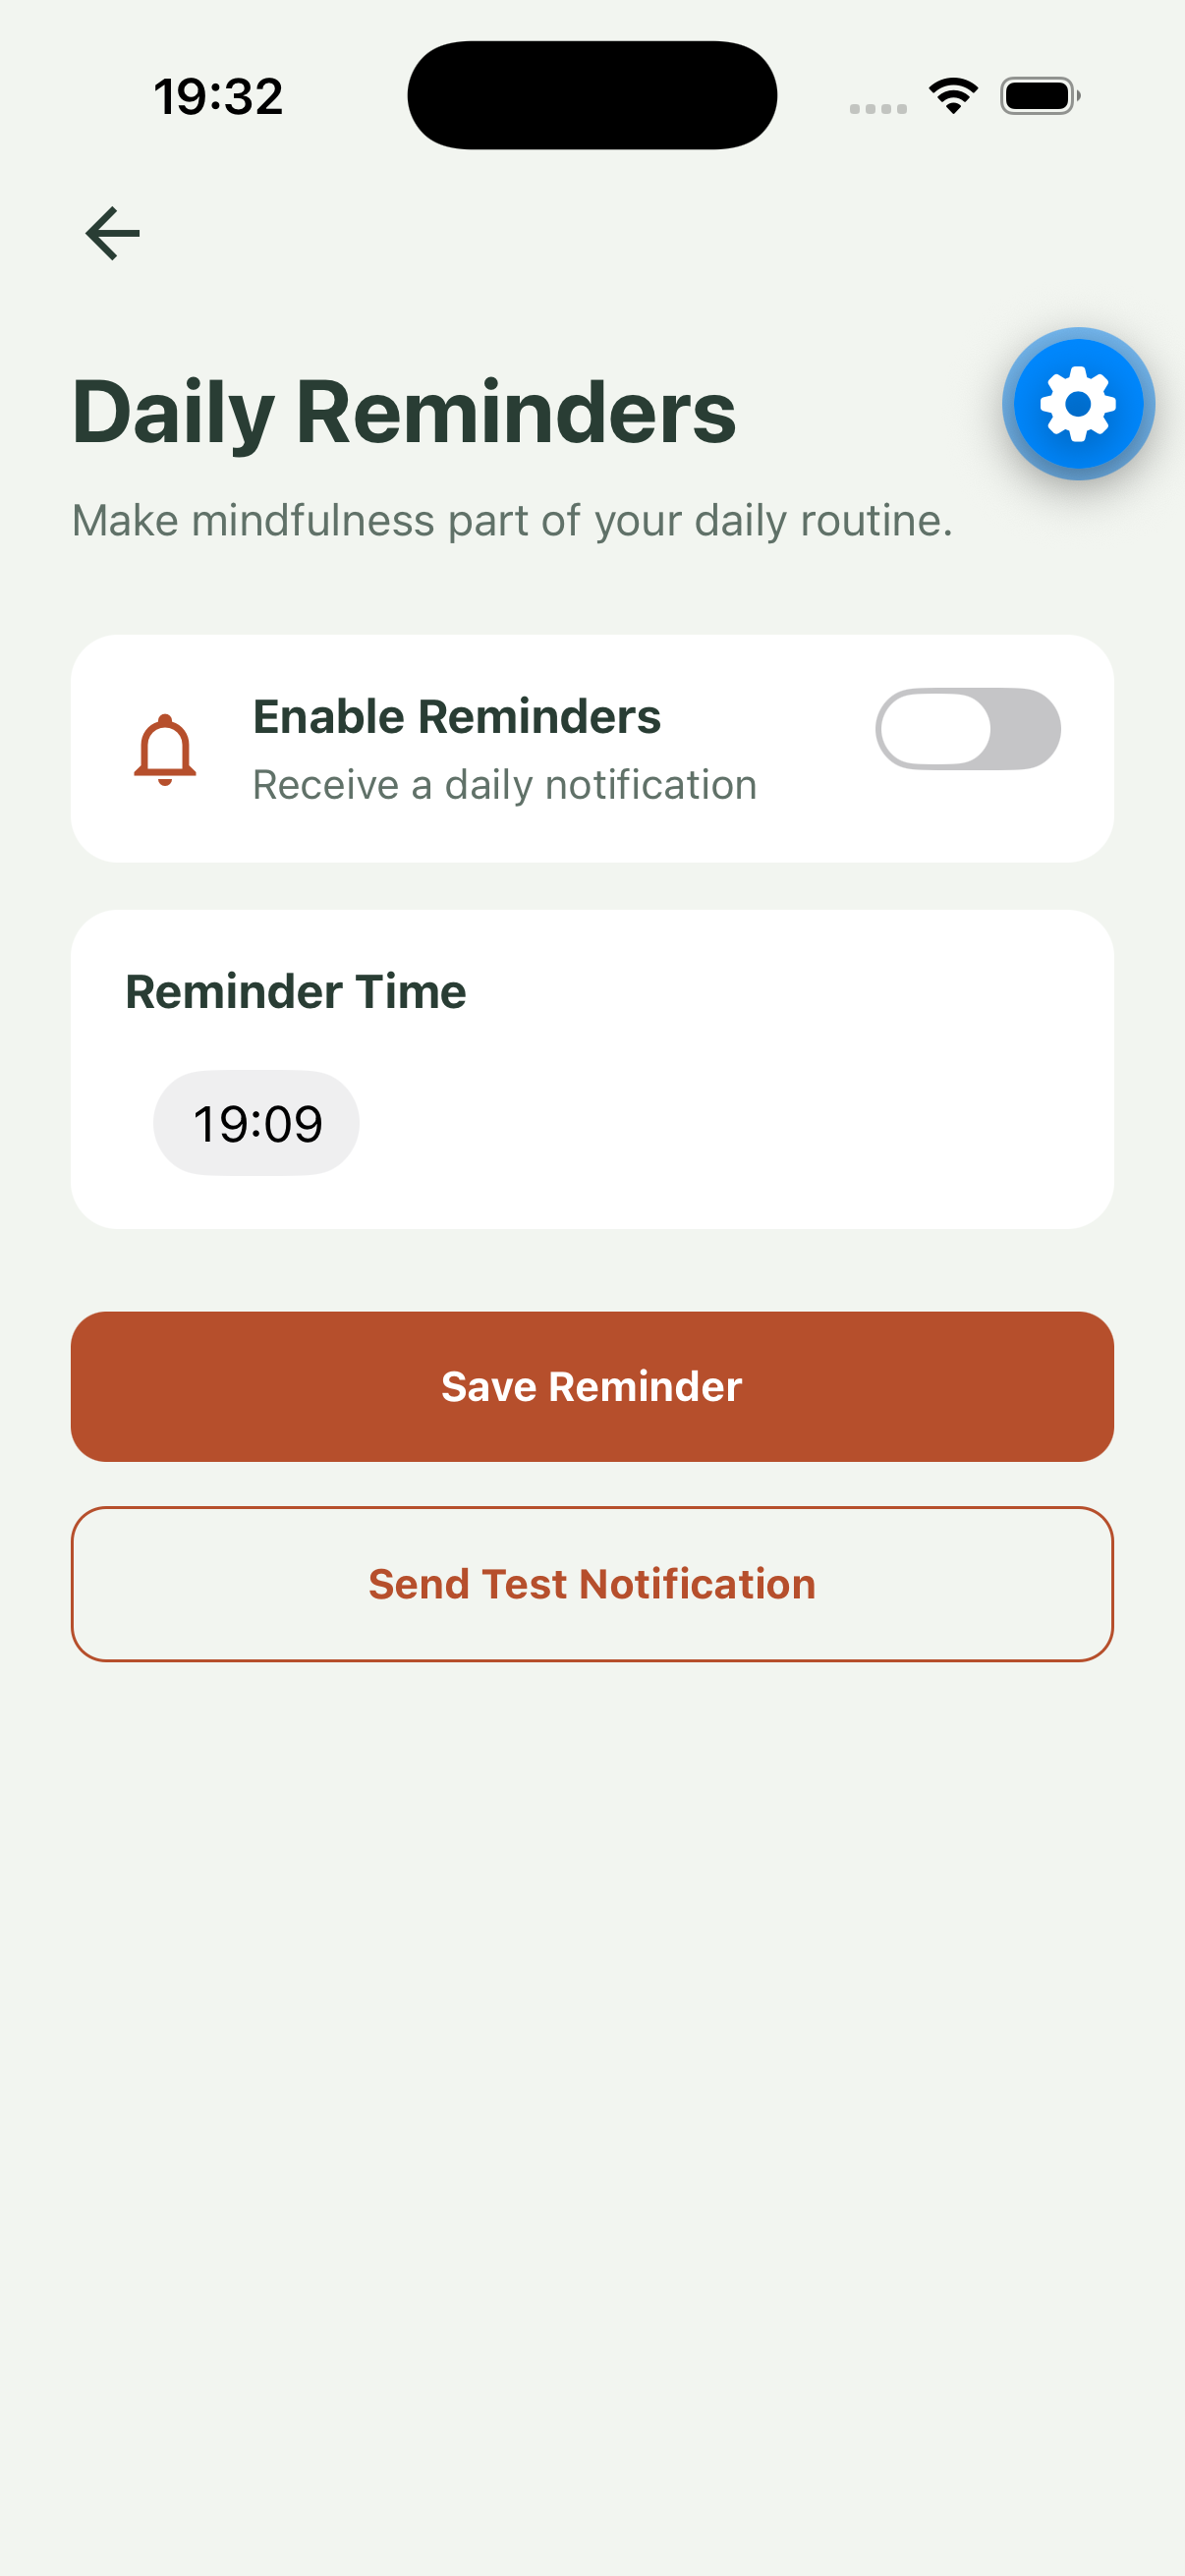 19:32
Daily Reminders
Make mindfulness part of your daily routine.
Enable Reminders
Receive a daily notification
Reminder Time
19:09
Save Reminder
Send Test Notification